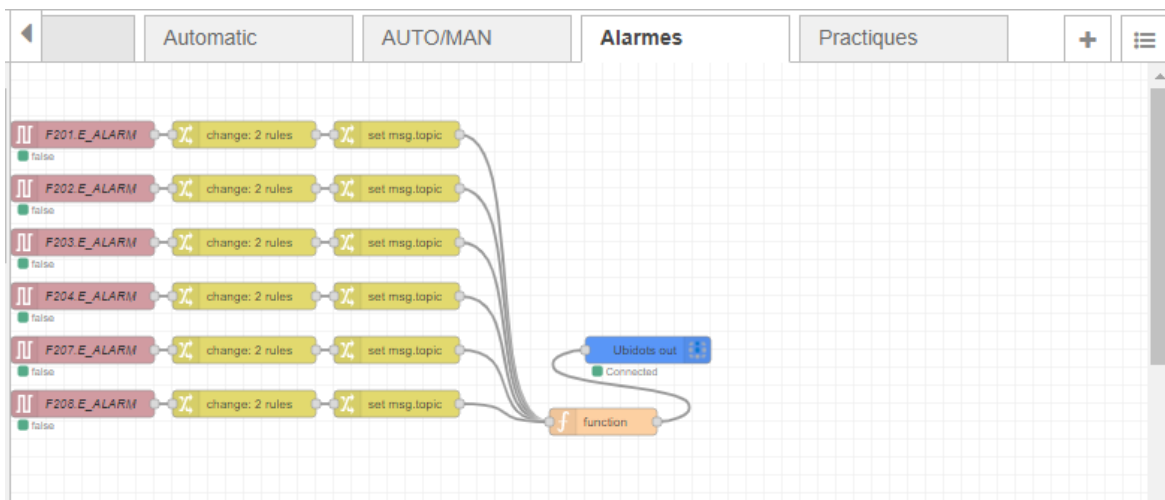 Automatic AUTO/MAN Alarmes Practiques
F201.E_ALARM change: 2 rules set msg.topic
false
F202.E_ALARM change: 2 rules set msg.topic
false
F203.E_ALARM change: 2 rules set msg.topic
false
F204.E_ALARM change: 2 rules set msg.topic
false
F207.E_ALARM change: 2 rules set msg.topic Ubidots out
false Connected
F208.E_ALARM change: 2 rules set msg.topic
false function